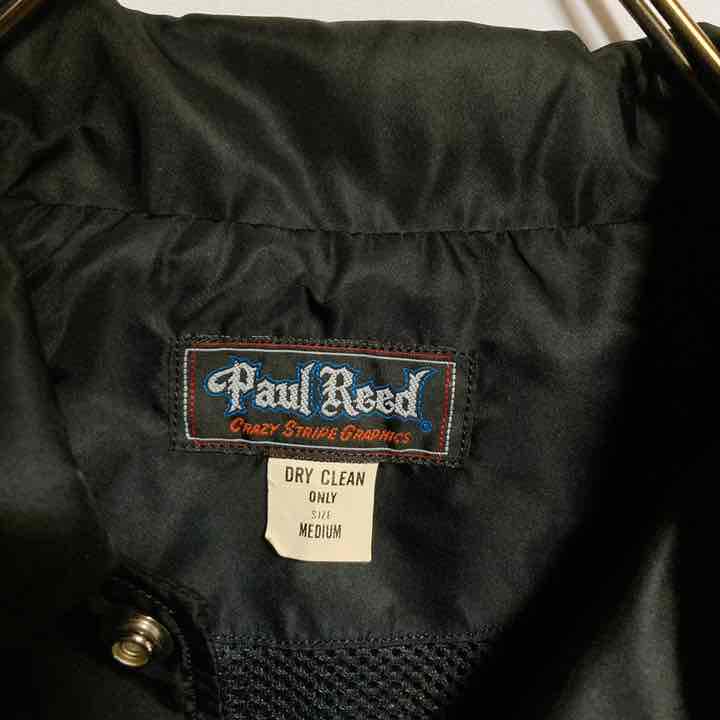 Paul Reed
CRAZY STRIPE GRAPHICS
DRY CLEAN
ONLY
SIZE
MEDIUM